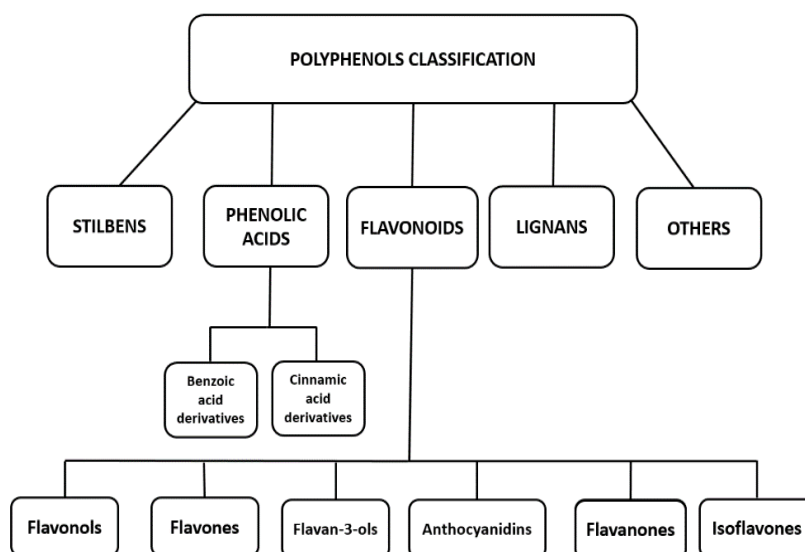 POLYPHENOLS CLASSIFICATION
STILBENS
PHENOLIC
ACIDS
FLAVONOIDS
LIGNANS
OTHERS
Benzoic
acid
derivatives
Cinnamic
acid
derivatives
Flavonols
Flavones
Flavan-3-ols
Anthocyanidins
Flavanones
Isoflavones